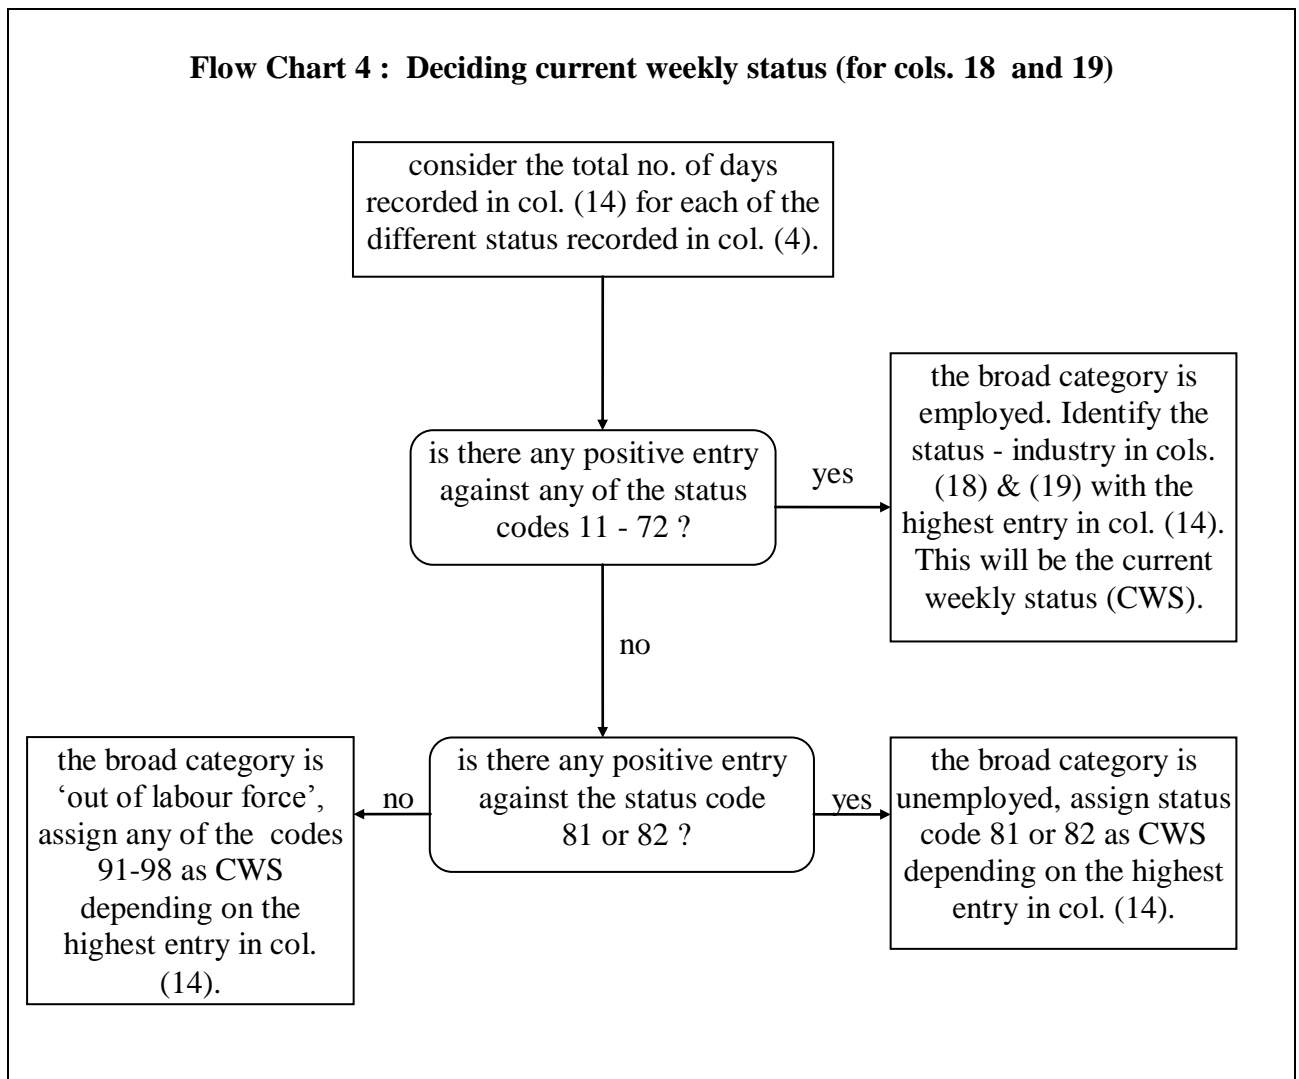 Flow Chart 4 :  Deciding current weekly status (for cols. 18  and 19)
consider the total no. of days
recorded in col. (14) for each of the
different status recorded in col. (4).
is there any positive entry
against any of the status
codes 11 - 72 ?
yes
the broad category is
employed. Identify the
status - industry in cols.
(18) & (19) with the
highest entry in col. (14).
This will be the current
weekly status (CWS).
no
is there any positive entry
against the status code
81 or 82 ?
yes
the broad category is
unemployed, assign status
code 81 or 82 as CWS
depending on the highest
entry in col. (14).
no
the broad category is
‘out of labour force’,
assign any of the  codes
91-98 as CWS
depending on the
highest entry in col.
(14).